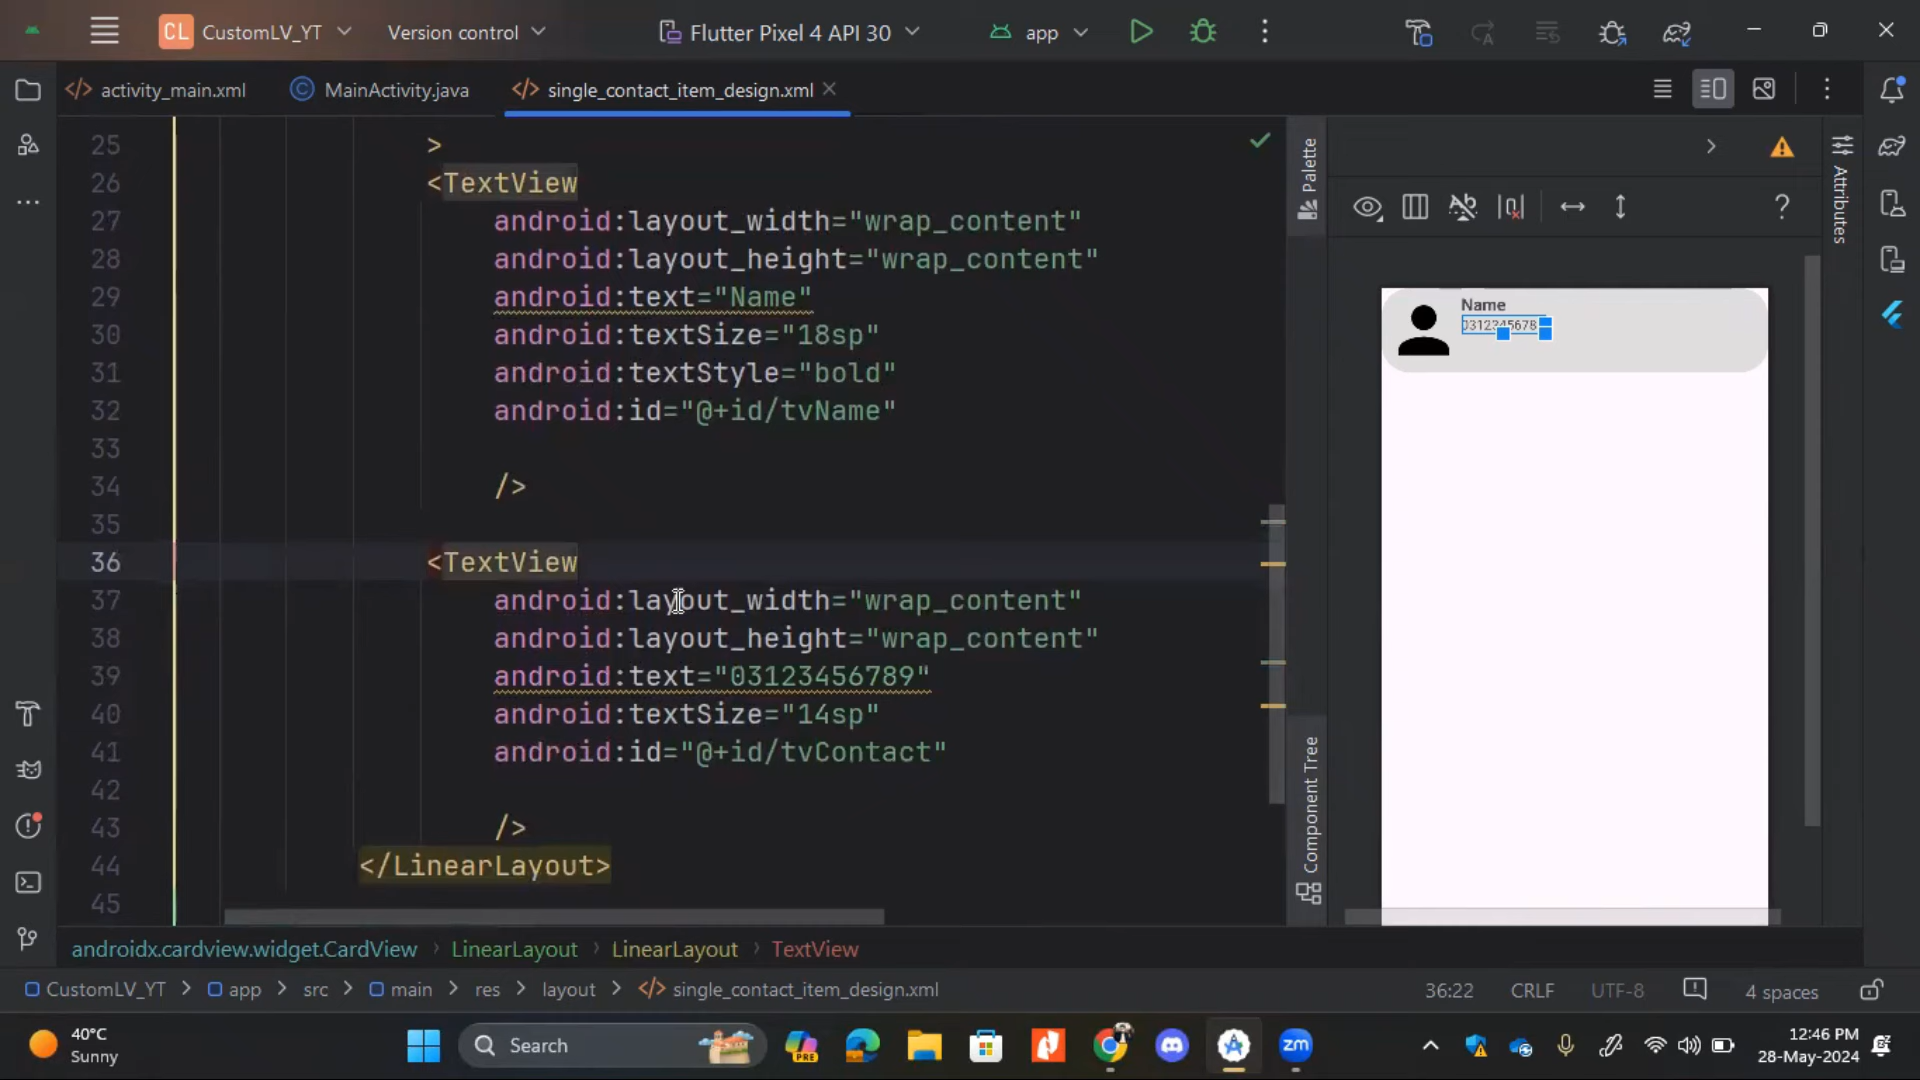 CL CustomLV_YT Version control Flutter Pixel 4 API 30 app
activity_main.xml MainActivity.java single_contact_item_design.xml
25 >
26 <TextView
27 android:layout_width="wrap_content"
28 android:layout_height="wrap_content"
29 android:text="Name"
30 android:textSize="18sp"
31 android:textStyle="bold"
32 android:id="@+id/tvName"
33
34 />
35
36 <TextView
37 android:layout_width="wrap_content"
38 android:layout_height="wrap_content"
39 android:text="03123456789"
40 android:textSize="14sp"
41 android:id="@+id/tvContact"
42
43 />
44 </LinearLayout>
45
Palette
Component Tree
Attributes
?
Name
androidx.cardview.widget.CardView LinearLayout LinearLayout TextView
CustomLV_YT app src main res layout single_contact_item_design.xml 36:22 CRLF UTF-8 4 spaces
40°C
Sunny
Search
PRE
zm
12:46 PM
28-May-2024